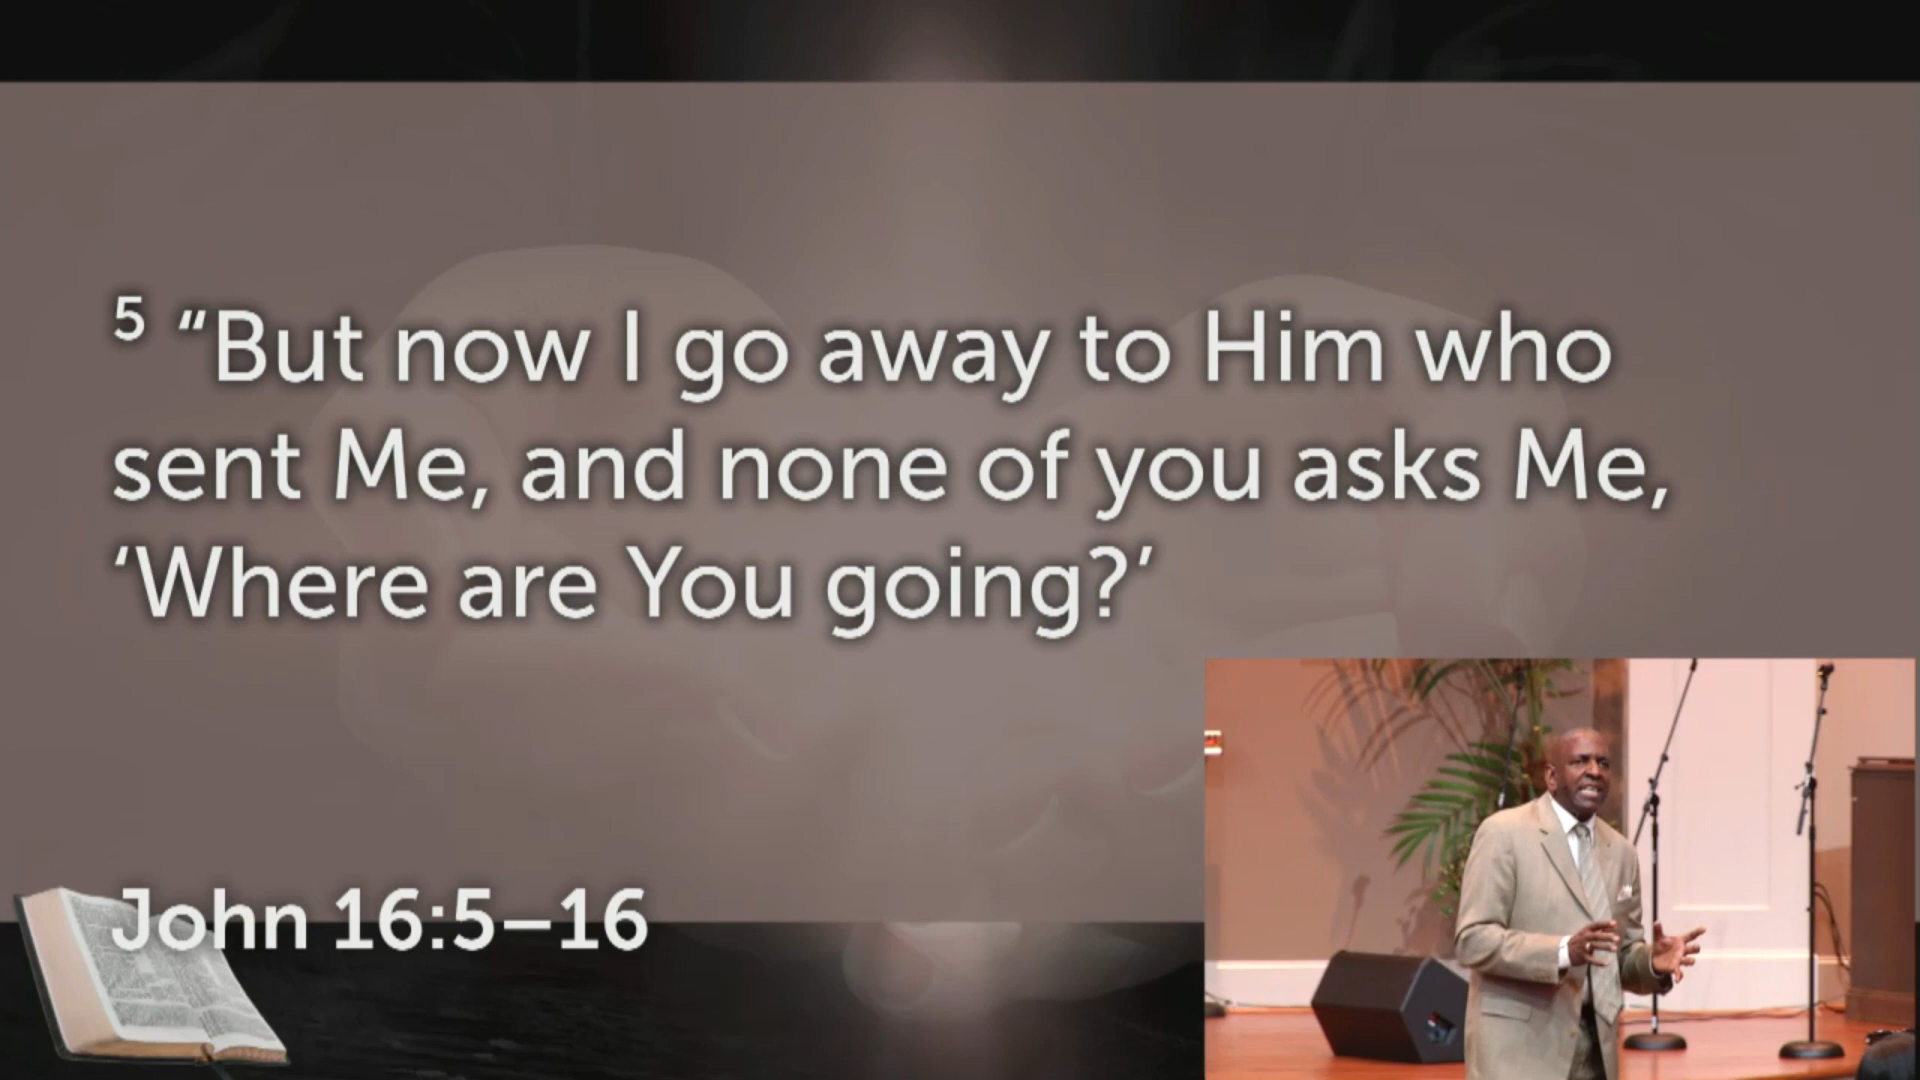 5 “But now I go away to Him who
sent Me, and none of you asks Me,
‘Where are You going?’
John 16:5–16